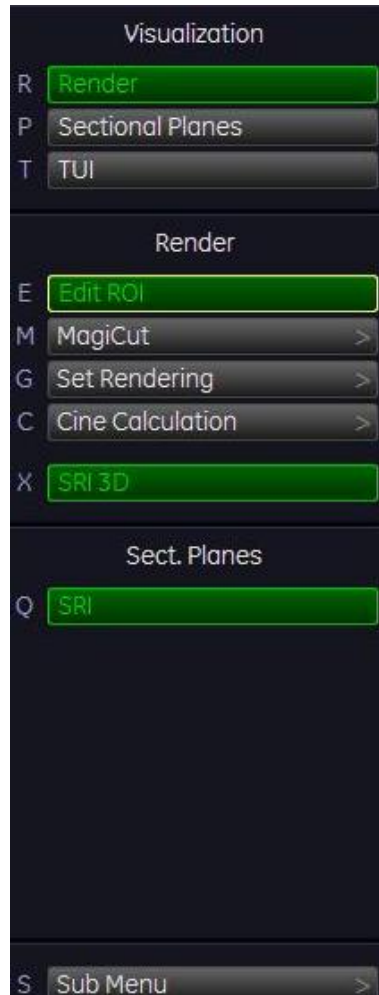 Visualization
R Render
P Sectional Planes
T TUI
Render
E Edit ROI
M MagiCut >
G Set Rendering >
C Cine Calculation >
X SRI 3D
Sect. Planes
Q SRI
S Sub Menu >